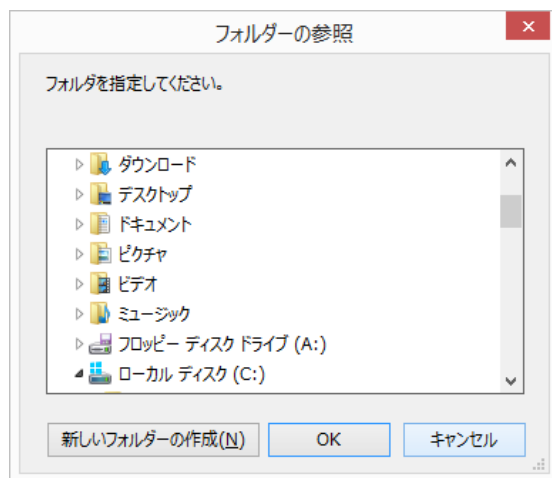 フォルダーの参照
フォルダを指定してください。
ダウンロード
デスクトップ
ドキュメント
ピクチャ
ビデオ
ミュージック
フロッピー ディスク ドライブ (A:)
ローカル ディスク (C:)
新しいフォルダーの作成(N) OK キャンセル